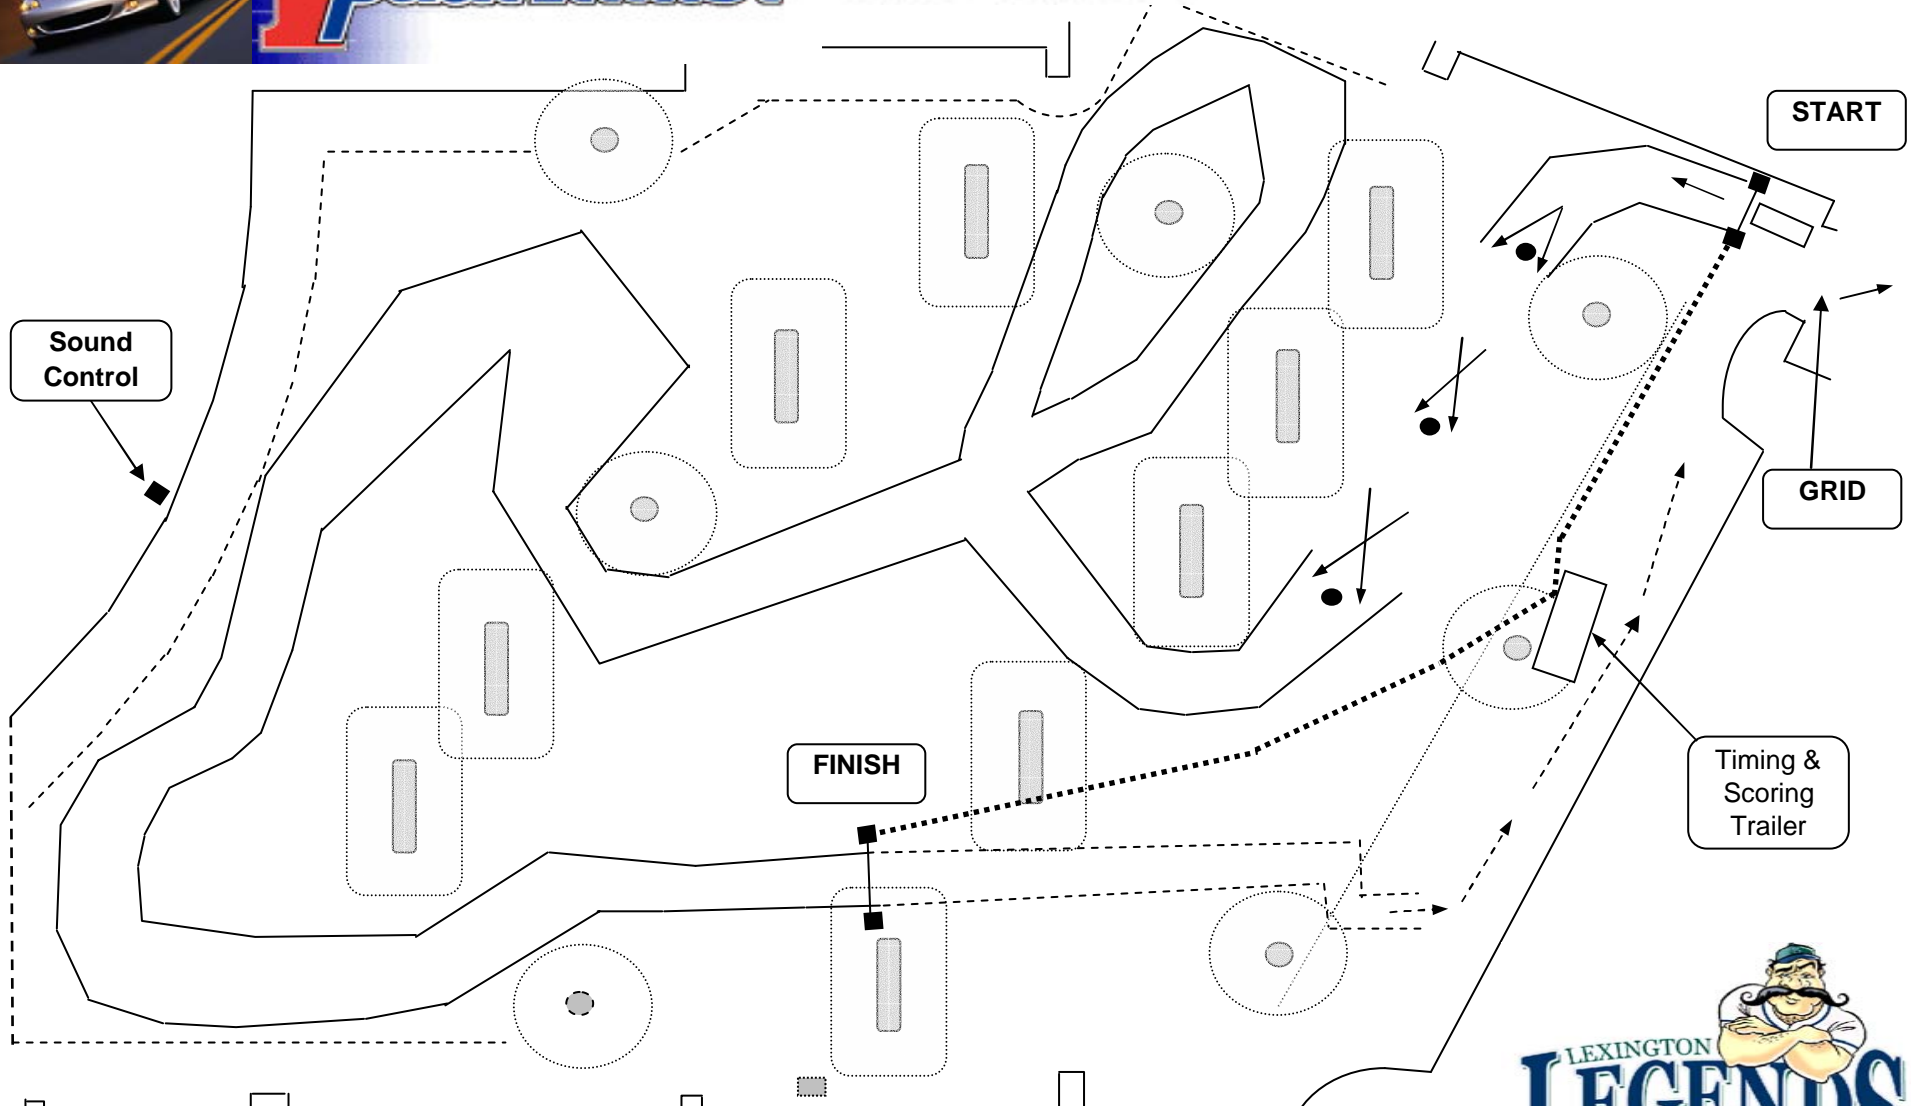 START
Sound
Control
GRID
FINISH
Timing &
Scoring
Trailer
LEXINGTON
LEGENDS